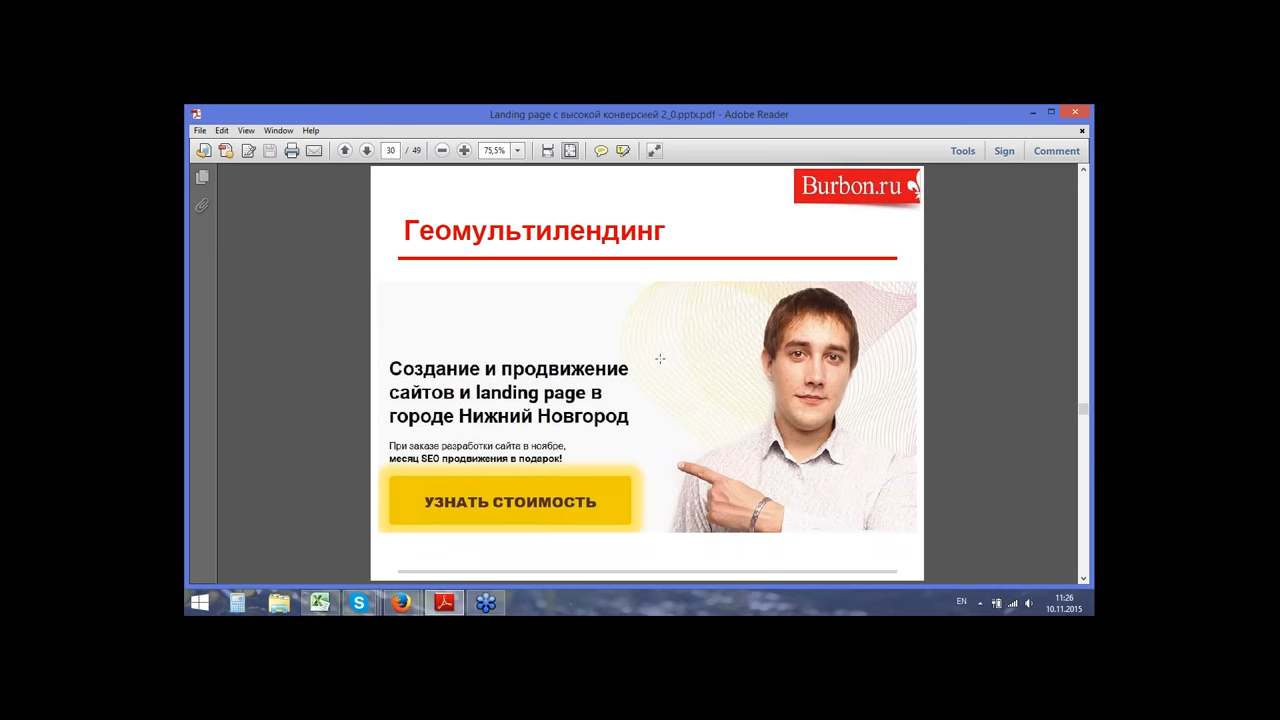 Landing page с высокой конверсией 2_0.pptx.pdf - Adobe Reader
File Edit View Window Help
30 / 49 75,5% Tools Sign Comment
Burbon.ru
Геомультилендинг
Создание и продвижение
сайтов и landing page в
городе Нижний Новгород
При заказе разработки сайта в ноябре,
месяц SEO продвижения в подарок!
УЗНАТЬ СТОИМОСТЬ
EN 11:26
10.11.2015